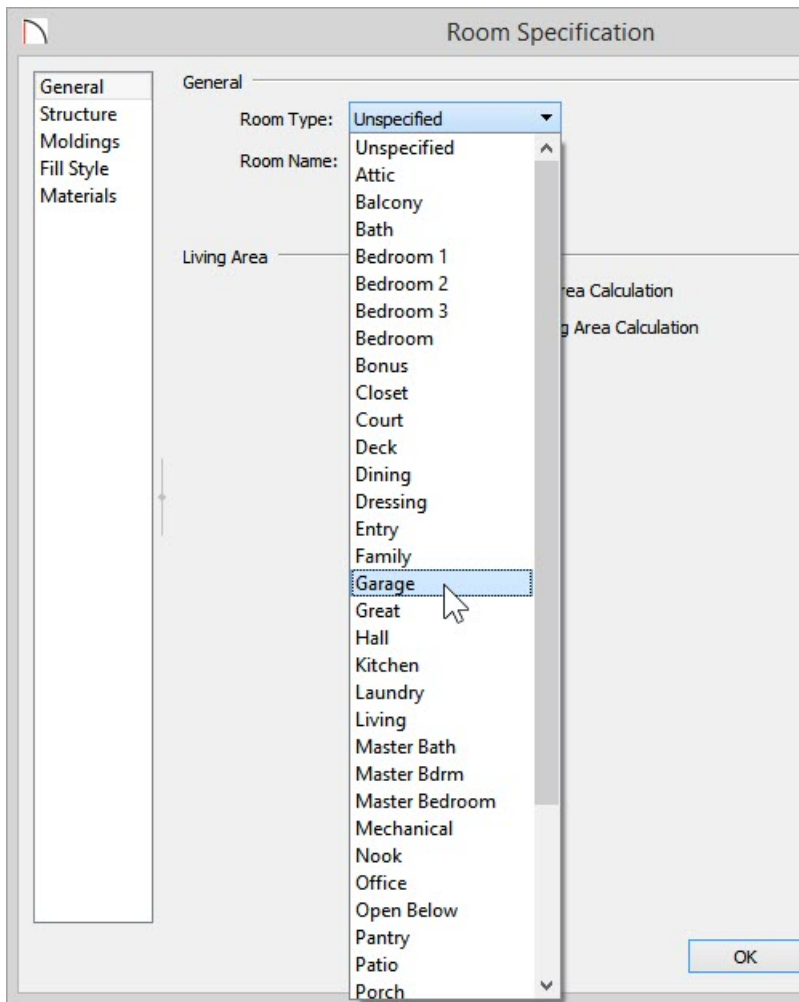 Room Specification
General
Structure
Moldings
Fill Style
Materials
General
Room Type: Unspecified
Room Name:
Unspecified
Attic
Balcony
Bath
Bedroom 1
Bedroom 2
Bedroom 3
Bedroom
Bonus
Closet
Court
Deck
Dining
Dressing
Entry
Family
Garage
Great
Hall
Kitchen
Laundry
Living
Master Bath
Master Bdrm
Master Bedroom
Mechanical
Nook
Office
Open Below
Pantry
Patio
Porch
Living Area
rea Calculation
g Area Calculation
OK